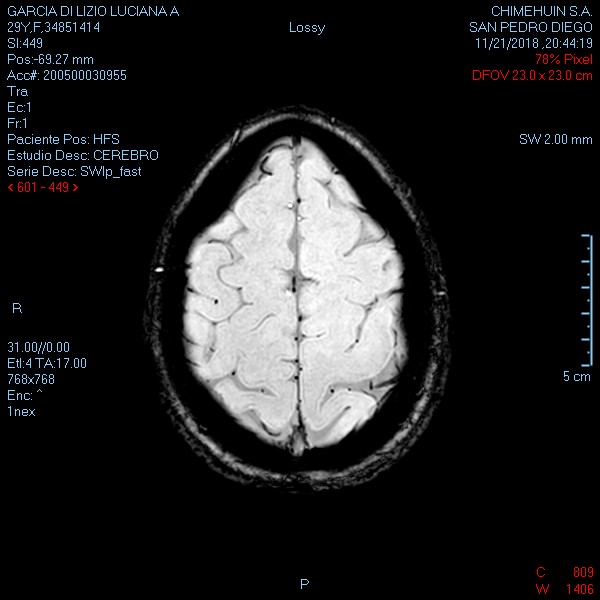 GARCIA DI LIZIO LUCIANA A
29Y,F,34851414
Sl:449
Pos:-69.27 mm
Acc#: 200500030955
Tra
Ec:1
Fr:1
Paciente Pos: HFS
Estudio Desc: CEREBRO
Serie Desc: SWIp_fast
< 601 - 449 >
Lossy
CHIMEHUIN S.A.
SAN PEDRO DIEGO
11/21/2018 ,20:44:19
78% Pixel
DFOV 23.0 x 23.0 cm
SW 2.00 mm
R
31.00//0.00
Etl:4 TA:17.00
768x768
Enc: ^
1nex
5 cm
P
C 809
W 1406